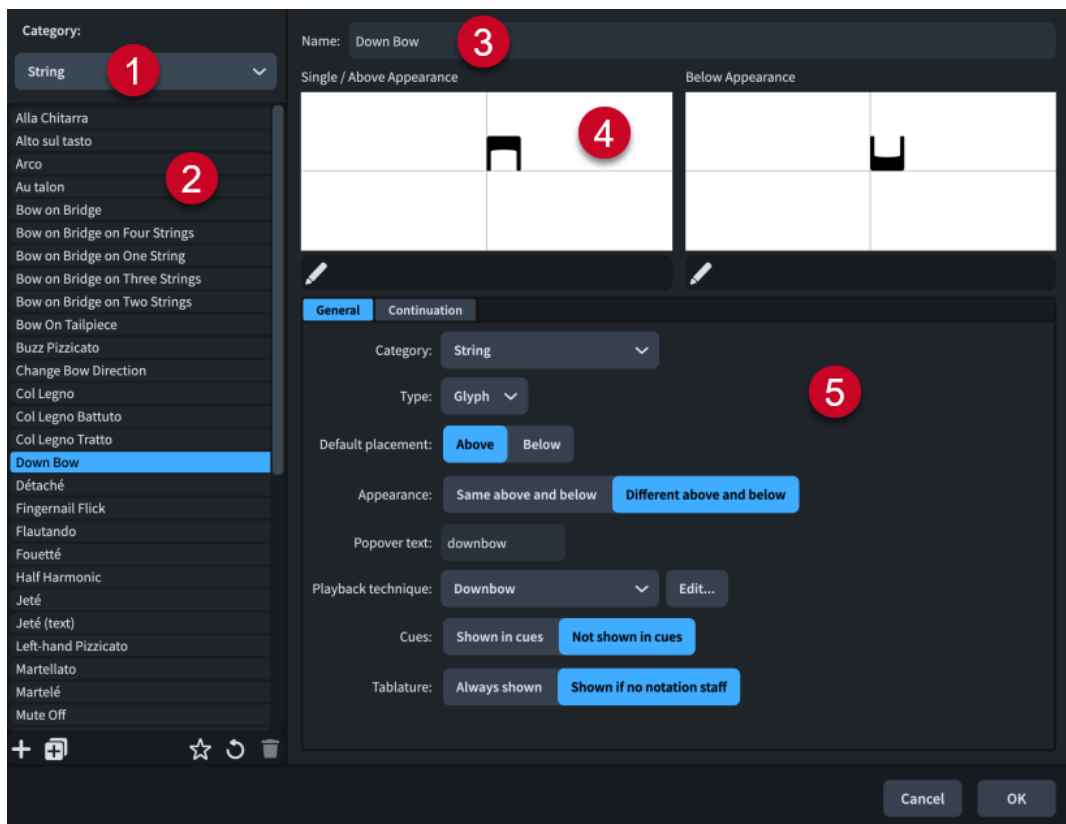 Category:
1
String
Alla Chitarra
Alto sul tasto
Arco
2
Au talon
Bow on Bridge
Bow on Bridge on Four Strings
Bow on Bridge on One String
Bow on Bridge on Three Strings
Bow on Bridge on Two Strings
Bow On Tailpiece
Buzz Pizzicato
Change Bow Direction
Col Legno
Col Legno Battuto
Col Legno Tratto
Down Bow
Détaché
Fingernail Flick
Flautando
Fouetté
Half Harmonic
Jeté
Jeté (text)
Left-hand Pizzicato
Martellato
Martelé
Mute Off
Name: Down Bow
3
Single / Above Appearance
Below Appearance
4
General Continuation
Category: String
5
Type: Glyph
Default placement: Above Below
Appearance: Same above and below Different above and below
Popover text: downbow
Playback technique: Downbow Edit...
Cues: Shown in cues Not shown in cues
Tablature: Always shown Shown if no notation staff
Cancel OK